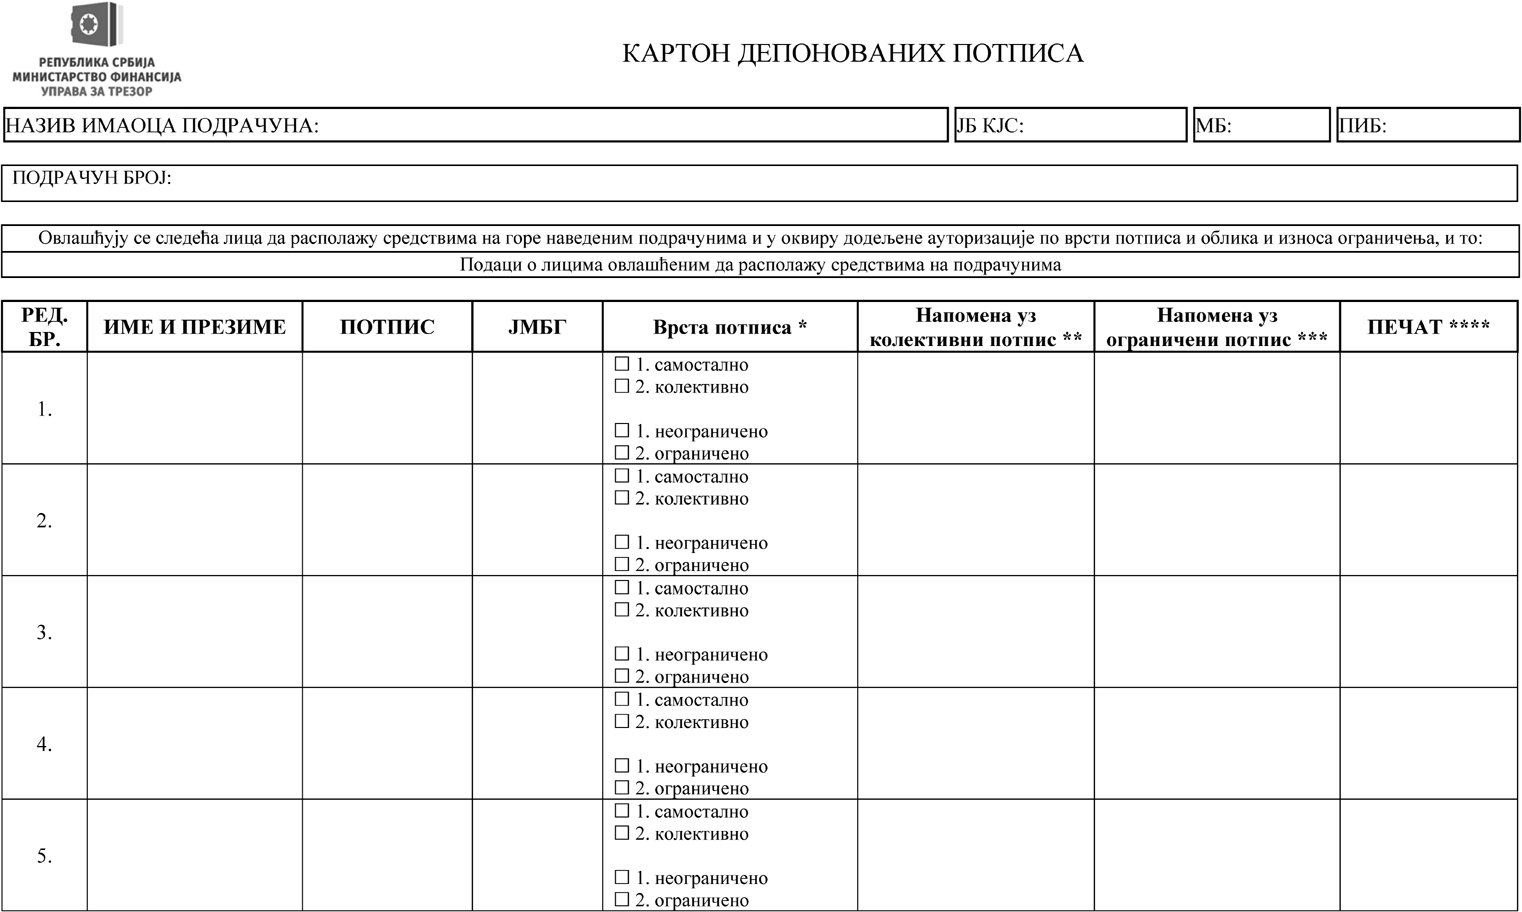 РЕПУБЛИКА СРБИЈА
МИНИСТАРСТВО ФИНАНСИЈА
УПРАВА ЗА ТРЕЗОР
КАРТОН ДЕПОНОВАНИХ ПОТПИСА
НАЗИВ ИМАОЦА ПОДРАЧУНА: ЈБ КЈС: МБ: ПИБ:
ПОДРАЧУН БРОЈ:
Овлашћују се следећа лица да располажу средствима на горе наведеним подрачунима и у оквиру додељене ауторизације по врсти потписа и облика и износа ограничења, и то:
Подаци о лицима овлашћеним да располажу средствима на подрачунима
РЕД. БР. ИМЕ И ПРЕЗИМЕ ПОТПИС ЈМБГ Врста потписа * Напомена уз колективни потпис ** Напомена уз ограничени потпис *** ПЕЧАТ ****
1.
☐ 1. самостално
☐ 2. колективно
☐ 1. неограничено
☐ 2. ограничено
2.
☐ 1. самостално
☐ 2. колективно
☐ 1. неограничено
☐ 2. ограничено
3.
☐ 1. самостално
☐ 2. колективно
☐ 1. неограничено
☐ 2. ограничено
4.
☐ 1. самостално
☐ 2. колективно
☐ 1. неограничено
☐ 2. ограничено
5.
☐ 1. самостално
☐ 2. колективно
☐ 1. неограничено
☐ 2. ограничено